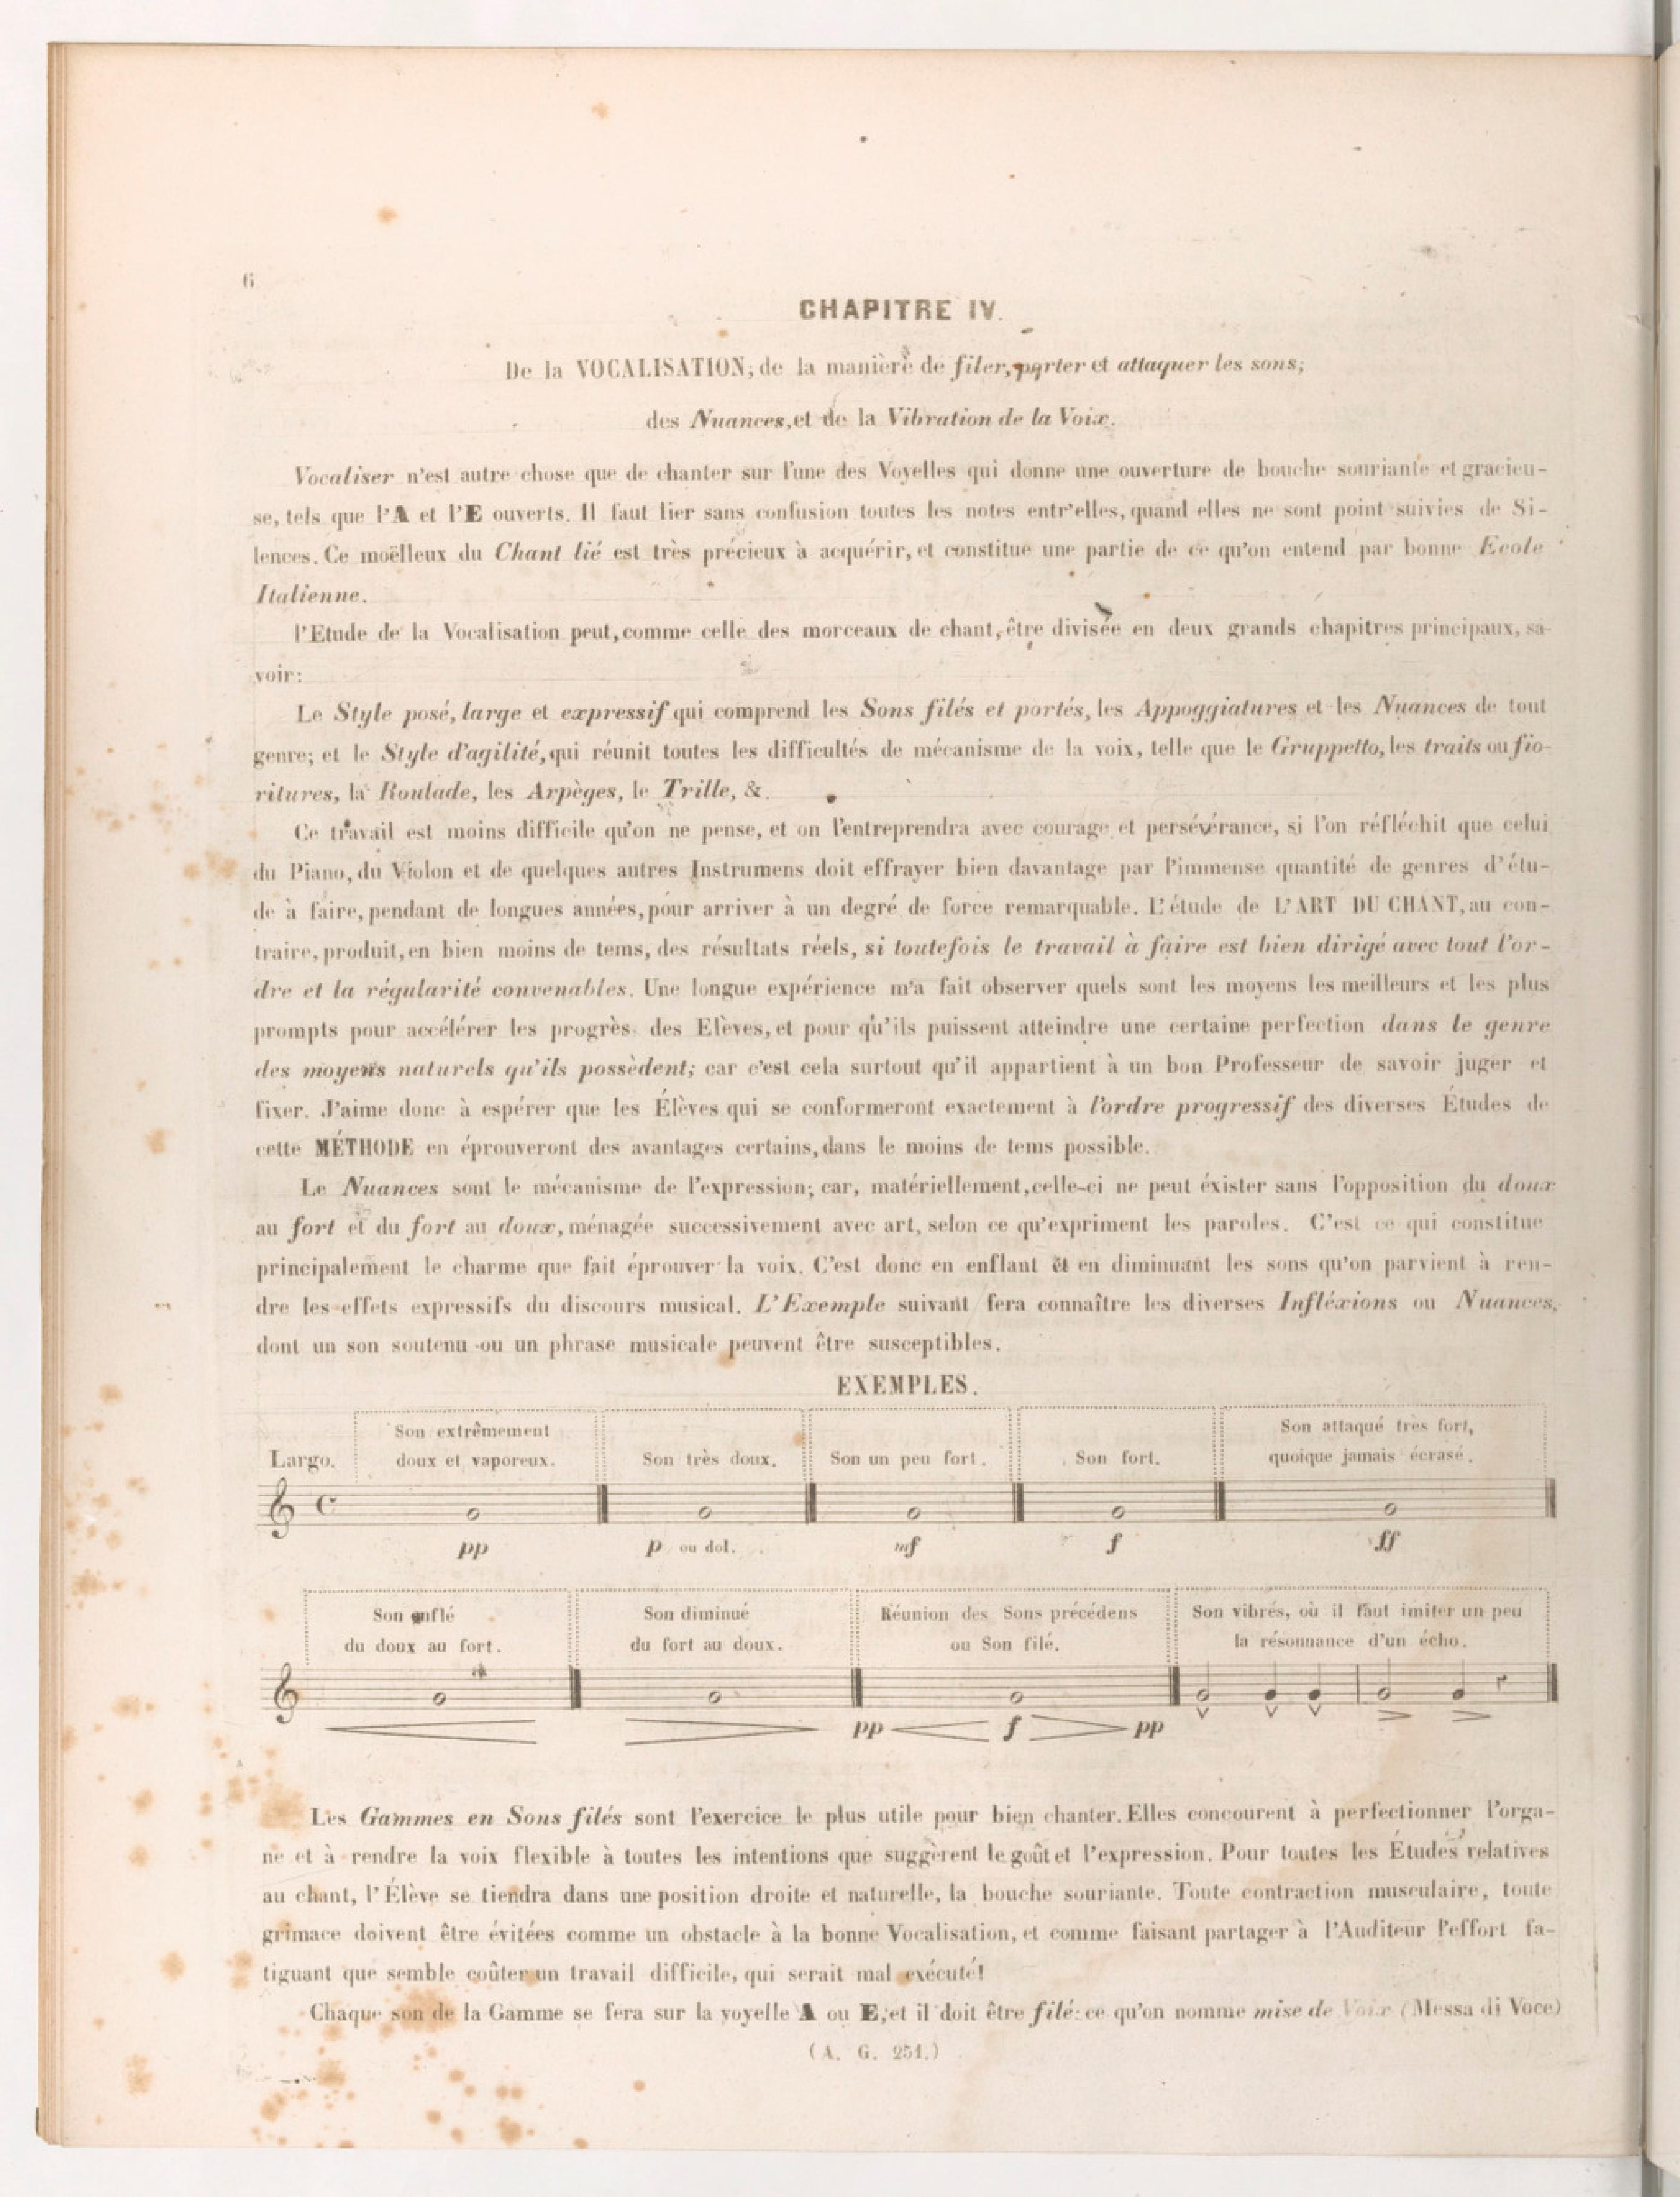 6
CHAPITRE IV.
De la VOCALISATION; de la manière de filer, porter et attaquer les sons;
des Nuances, et de la Vibration de la Voix.
Vocaliser n'est autre chose que de chanter sur l'une des Voyelles qui donne une ouverture de bouche souriante et gracieu-
se, tels que l'A et l'E ouverts. Il faut lier sans confusion toutes les notes entr'elles, quand elles ne sont point suivies de Si-
lences. Ce moëlleux du Chant lié est très précieux à acquérir, et constitue une partie de ce qu'on entend par bonne Ecole
Italienne.
l'Etude de la Vocalisation peut, comme celle des morceaux de chant, être divisée en deux grands chapitres principaux, sa-
voir:
Le Style posé, large et expressif qui comprend les Sons filés et portés, les Appoggiatures et les Nuances de tout
genre; et le Style d'agilité, qui réunit toutes les difficultés de mécanisme de la voix, telle que le Gruppetto, les traits ou fio-
ritures, la Roulade, les Arpèges, le Trille, &.
Ce travail est moins difficile qu'on ne pense, et on l'entreprendra avec courage et persévérance, si l'on réfléchit que celui
du Piano, du Violon et de quelques autres Instrumens doit effrayer bien davantage par l'immense quantité de genres d'étu-
de à faire, pendant de longues années, pour arriver à un degré de force remarquable. L'étude de L'ART DU CHANT, au con-
traire, produit, en bien moins de tems, des résultats réels, si toutefois le travail à faire est bien dirigé avec tout l'or-
dre et la régularité convenables. Une longue expérience m'a fait observer quels sont les moyens les meilleurs et les plus
prompts pour accélérer les progrès des Elèves, et pour qu'ils puissent atteindre une certaine perfection dans le genre
des moyens naturels qu'ils possèdent; car c'est cela surtout qu'il appartient à un bon Professeur de savoir juger et
fixer. J'aime donc à espérer que les Élèves qui se conformeront exactement à l'ordre progressif des diverses Études de
cette MÉTHODE en éprouveront des avantages certains, dans le moins de tems possible.
Le Nuances sont le mécanisme de l'expression; car, matériellement, celle-ci ne peut éxister sans l'opposition du doux
au fort et du fort au doux, ménagée successivement avec art, selon ce qu'expriment les paroles. C'est ce qui constitue
principalement le charme que fait éprouver la voix. C'est donc en enflant et en diminuant les sons qu'on parvient à ren-
dre les effets expressifs du discours musical. L'Exemple suivant fera connaître les diverses Infléxions ou Nuances,
dont un son soutenu ou un phrase musicale peuvent être susceptibles.
EXEMPLES.
Largo.
Son extrêmement
doux et vaporeux.
Son très doux.
Son un peu fort.
Son fort.
Son attaqué très fort,
quoique jamais écrasé.
pp
p ou dol.
mf
f
ff
Son enflé
du doux au fort.
Son diminué
du fort au doux.
Réunion des Sons précédens
ou Son filé.
Son vibrés, où il faut imiter un peu
la résonnance d'un écho.
pp f pp
Les Gammes en Sons filés sont l'exercice le plus utile pour bien chanter. Elles concourent à perfectionner l'orga-
ne et à rendre la voix flexible à toutes les intentions que suggèrent le goût et l'expression. Pour toutes les Études relatives
au chant, l'Élève se tiendra dans une position droite et naturelle, la bouche souriante. Toute contraction musculaire, toute
grimace doivent être évitées comme un obstacle à la bonne Vocalisation, et comme faisant partager à l'Auditeur l'effort fa-
tiguant que semble coûter un travail difficile, qui serait mal exécuté!
Chaque son de la Gamme se fera sur la voyelle A ou E, et il doit être filé: ce qu'on nomme mise de Voix (Messa di Voce)
(A. G. 251.)